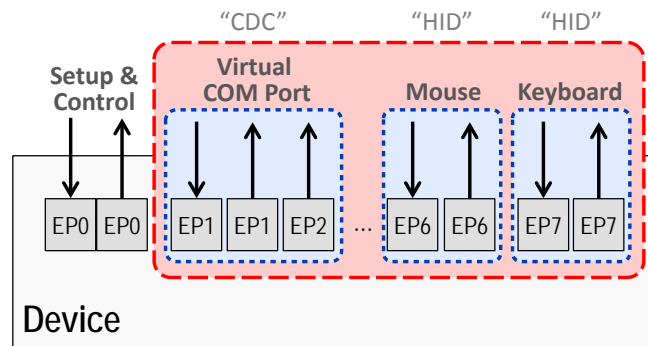 “CDC” “HID” “HID”
Setup & Control
Virtual COM Port
Mouse
Keyboard
EP0 EP0 EP1 EP1 EP2 ... EP6 EP6 EP7 EP7
Device